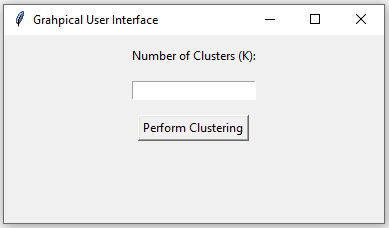 Grahpical User Interface
Number of Clusters (K):
Perform Clustering